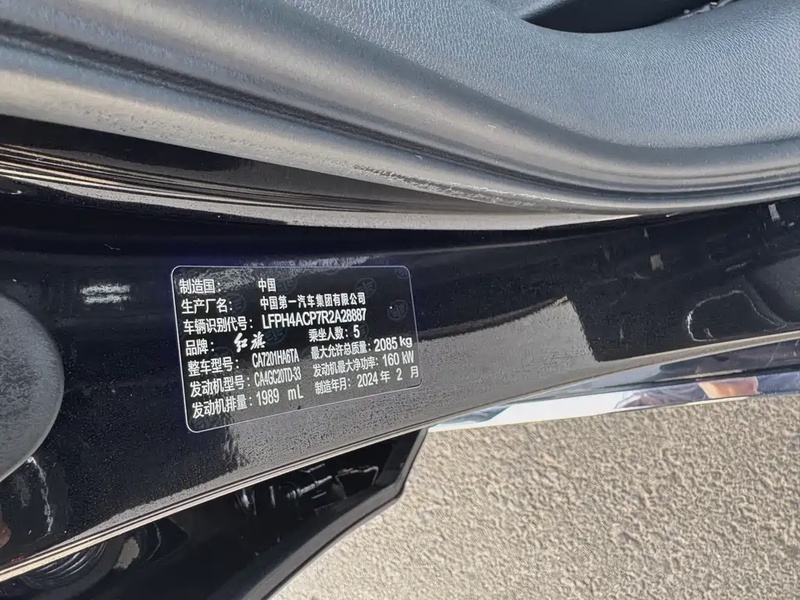 制造国： 中国
生产厂名： 中国第一汽车集团有限公司
车辆识别代号：LFPH4ACP7R2A28887
品牌： 红旗 乘坐人数：5
整车型号：CA7201HA6TA 最大允许总质量：2085 kg
发动机型号：CA4GC20TD-33 发动机最大净功率：160 kW
发动机排量：1989 mL 制造年月：2024 年 2 月